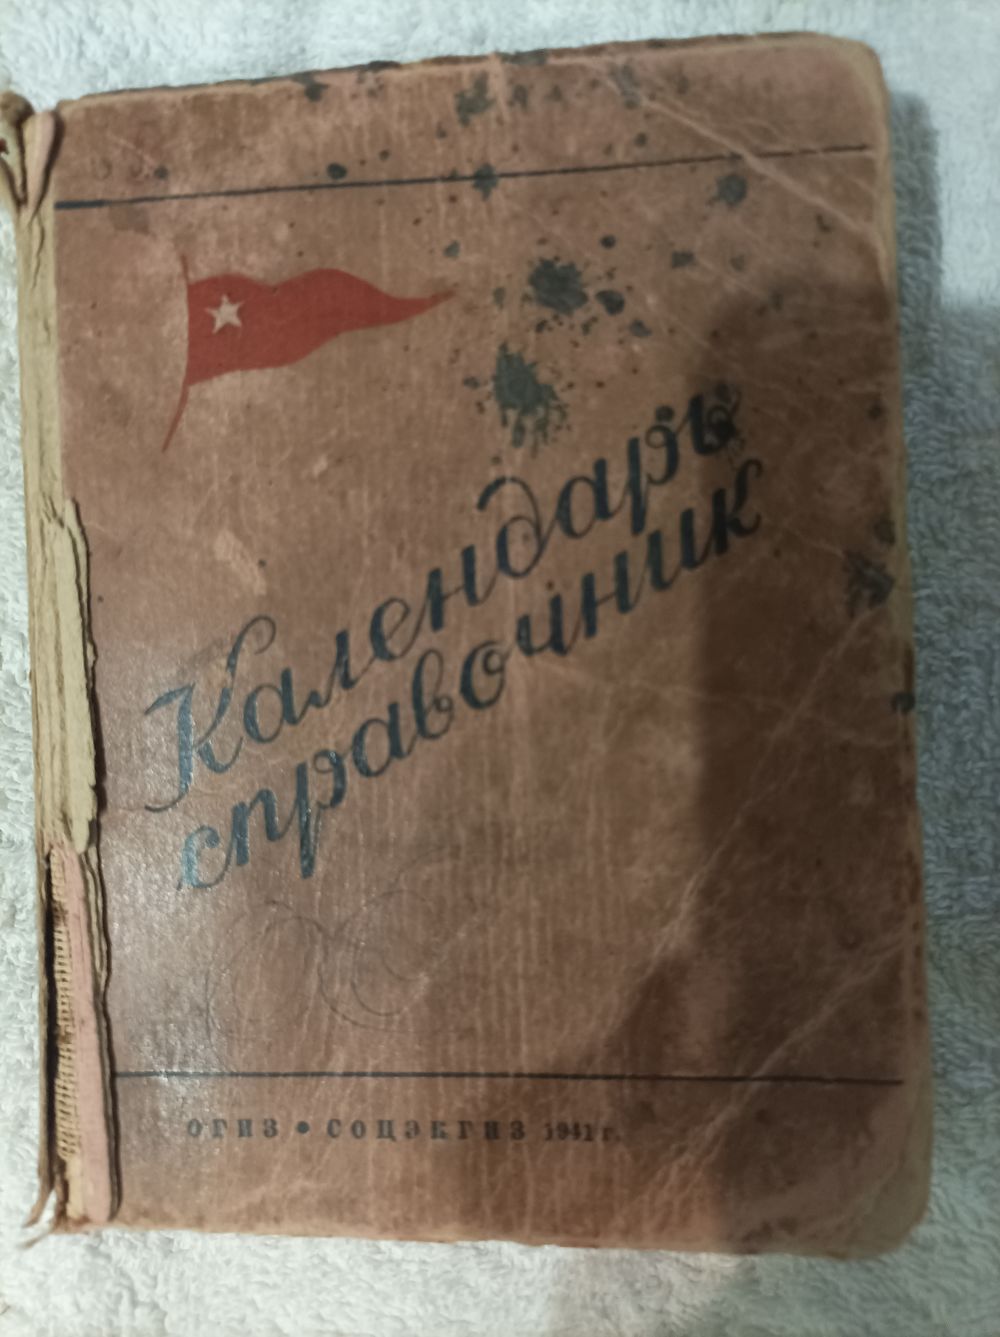 Календарь
справочник
ОГИЗ • СОЦЭКГИЗ 1941 г.